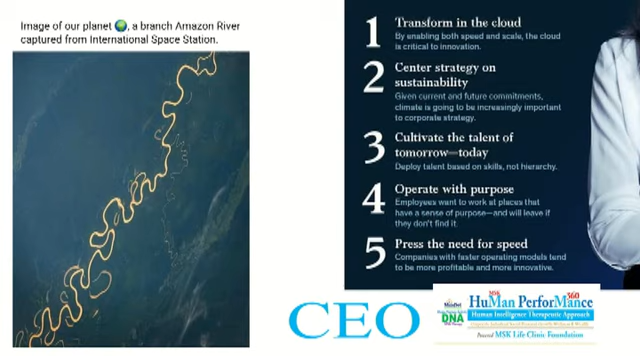 Image of our planet 🌍, a branch Amazon River
captured from International Space Station.
1 Transform in the cloud
By enabling both speed and scale, the cloud
is critical to innovation.
2 Center strategy on
sustainability
Given current and future commitments,
climate is going to be increasingly important
to corporate strategy.
3 Cultivate the talent of
tomorrow—today
Deploy talent based on skills, not hierarchy.
4 Operate with purpose
Employees want to work at places that
have a sense of purpose—and will leave if
they don't find it.
5 Press the need for speed
Companies with faster operating models tend
to be more profitable and more innovative.
CEO
MSK
HuMan PerforMance 360
Human Intelligence Therapeutic Approach
DNA
Powered MSK Life Clinic Foundation